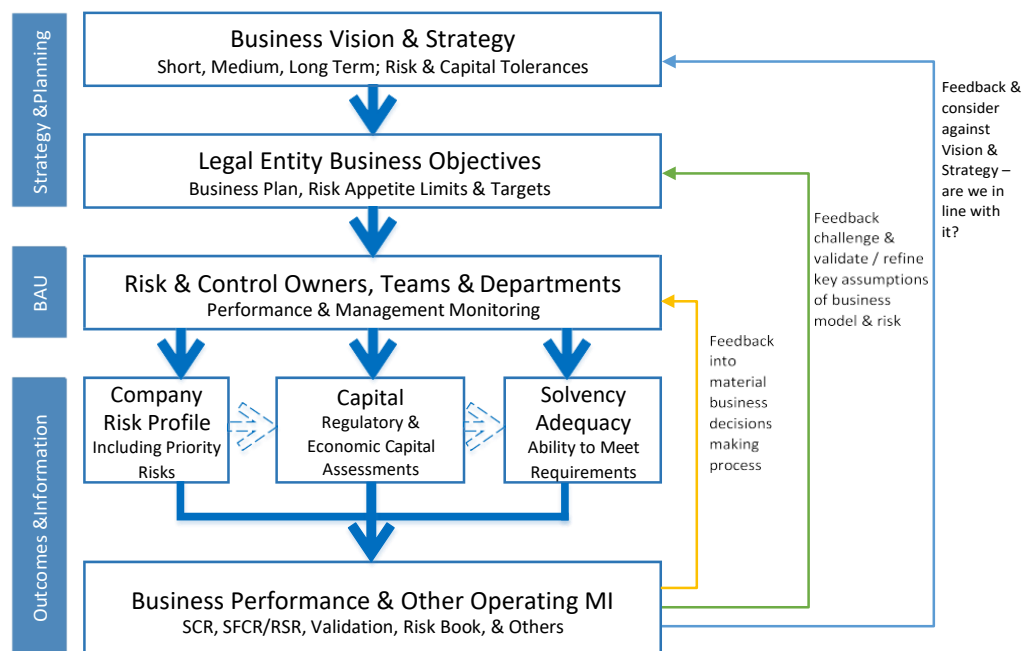 Strategy &Planning
Business Vision & Strategy
Short, Medium, Long Term; Risk & Capital Tolerances
Legal Entity Business Objectives
Business Plan, Risk Appetite Limits & Targets
BAU
Risk & Control Owners, Teams & Departments
Performance & Management Monitoring
Outcomes &Information
Company
Risk Profile
Including Priority
Risks
Capital
Regulatory &
Economic Capital
Assessments
Solvency
Adequacy
Ability to Meet
Requirements
Business Performance & Other Operating MI
SCR, SFCR/RSR, Validation, Risk Book, & Others
Feedback
into
material
business
decisions
making
process
Feedback
challenge &
validate / refine
key assumptions
of business
model & risk
Feedback &
consider
against
Vision &
Strategy –
are we in
line with
it?